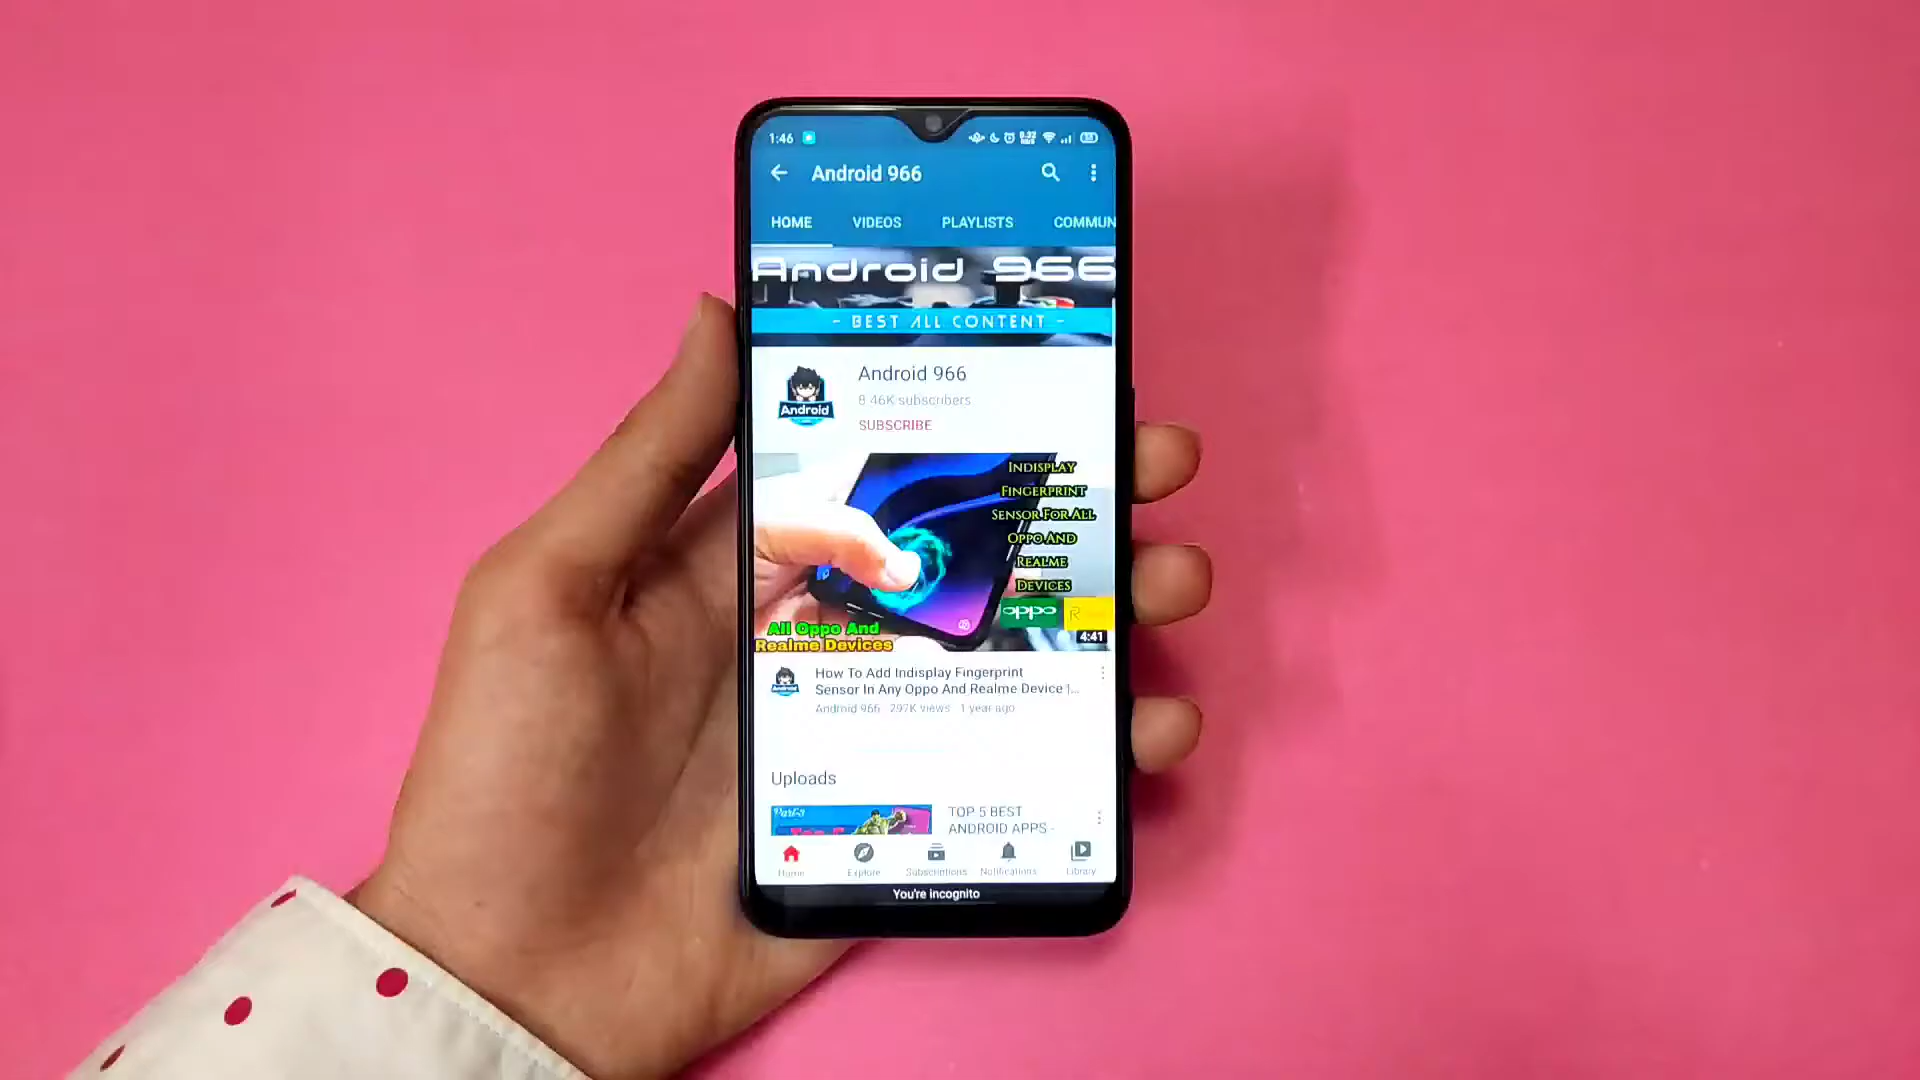 1:46
Android 966
HOME VIDEOS PLAYLISTS COMMUN
Android 966
- BEST ALL CONTENT -
Android
Android 966
8.46K subscribers
SUBSCRIBE
INDISPLAY
FINGERPRINT
SENSOR FOR ALL
OPPO AND
REALME
DEVICES
oppo
R
All Oppo And
Realme Devices
4:41
Android
How To Add Indisplay Fingerprint
Sensor In Any Oppo And Realme Device |...
Android 966 · 297K views · 1 year ago
Uploads
Part-3
TOP 5 BEST
ANDROID APPS -
Home Explore Subscriptions Notifications Library
You're incognito